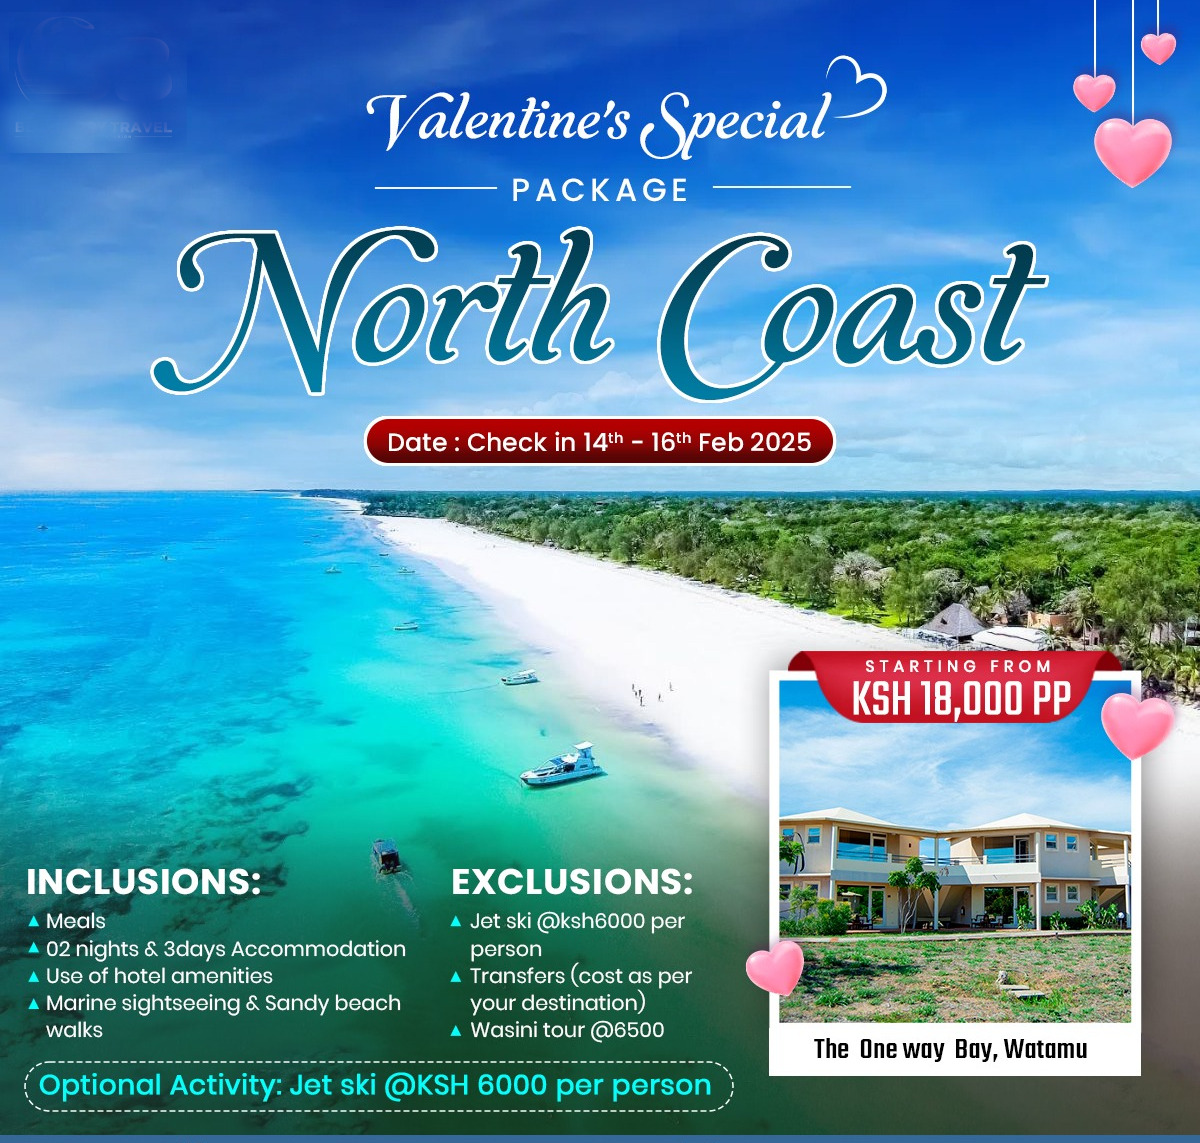 TRAVEL
Valentine's Special
PACKAGE
North Coast
Date : Check in 14th - 16th Feb 2025
STARTING FROM
KSH 18,000 PP
INCLUSIONS:
Meals
02 nights & 3days Accommodation
Use of hotel amenities
Marine sightseeing & Sandy beach
walks
EXCLUSIONS:
Jet ski @ksh6000 per
person
Transfers (cost as per
your destination)
Wasini tour @6500
Optional Activity: Jet ski @KSH 6000 per person
The One way Bay, Watamu